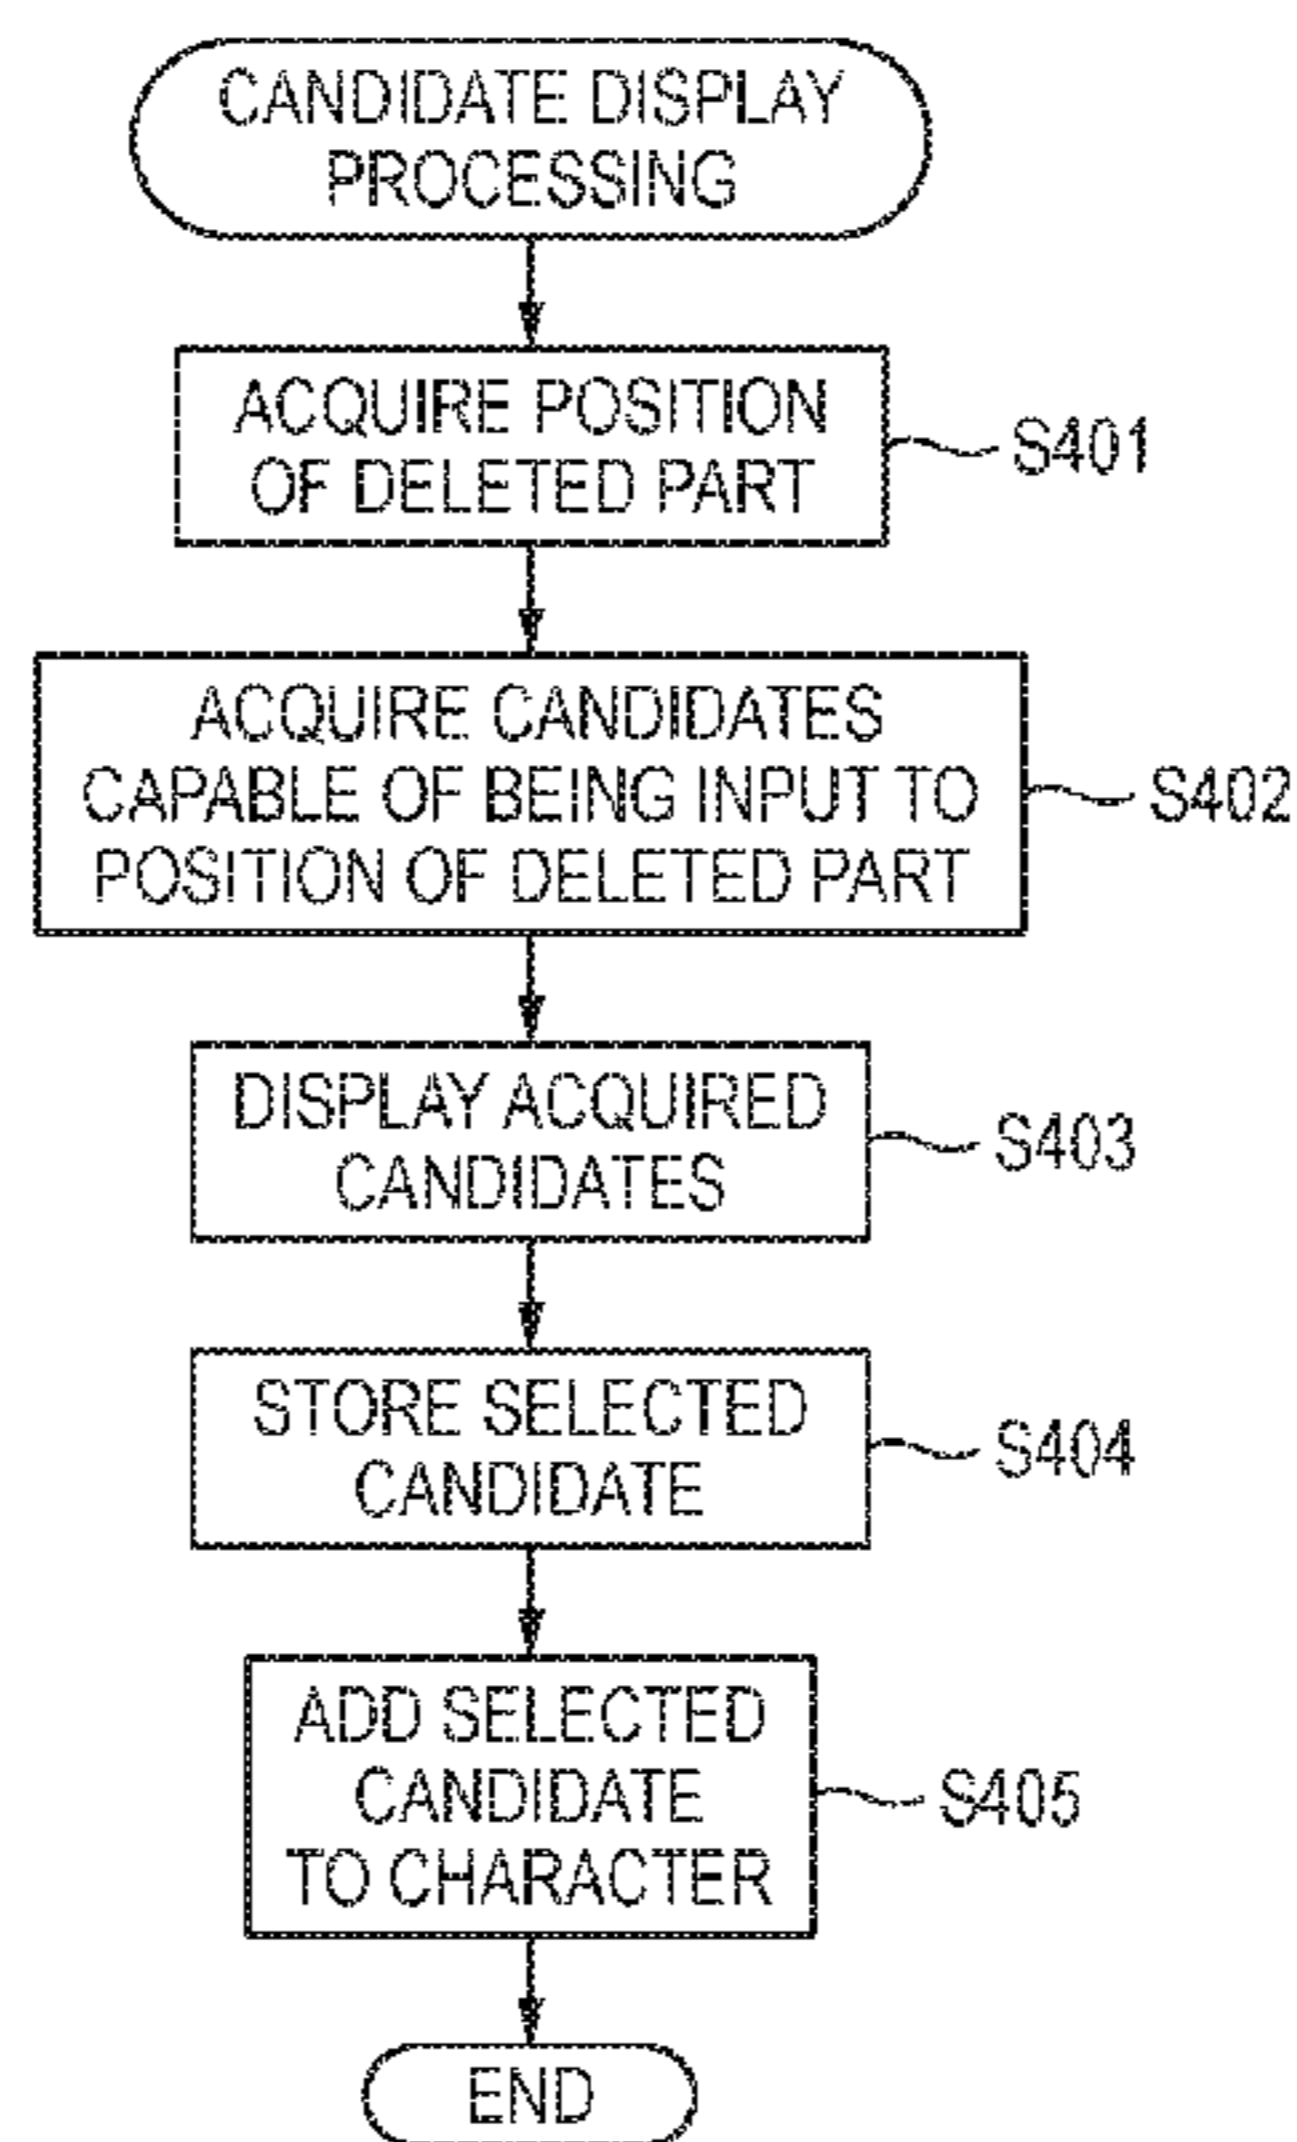 CANDIDATE DISPLAY
PROCESSING
ACQUIRE POSITION
OF DELETED PART
S401
ACQUIRE CANDIDATES
CAPABLE OF BEING INPUT TO
POSITION OF DELETED PART
S402
DISPLAY ACQUIRED
CANDIDATES
S403
STORE SELECTED
CANDIDATE
S404
ADD SELECTED
CANDIDATE
TO CHARACTER
S405
END